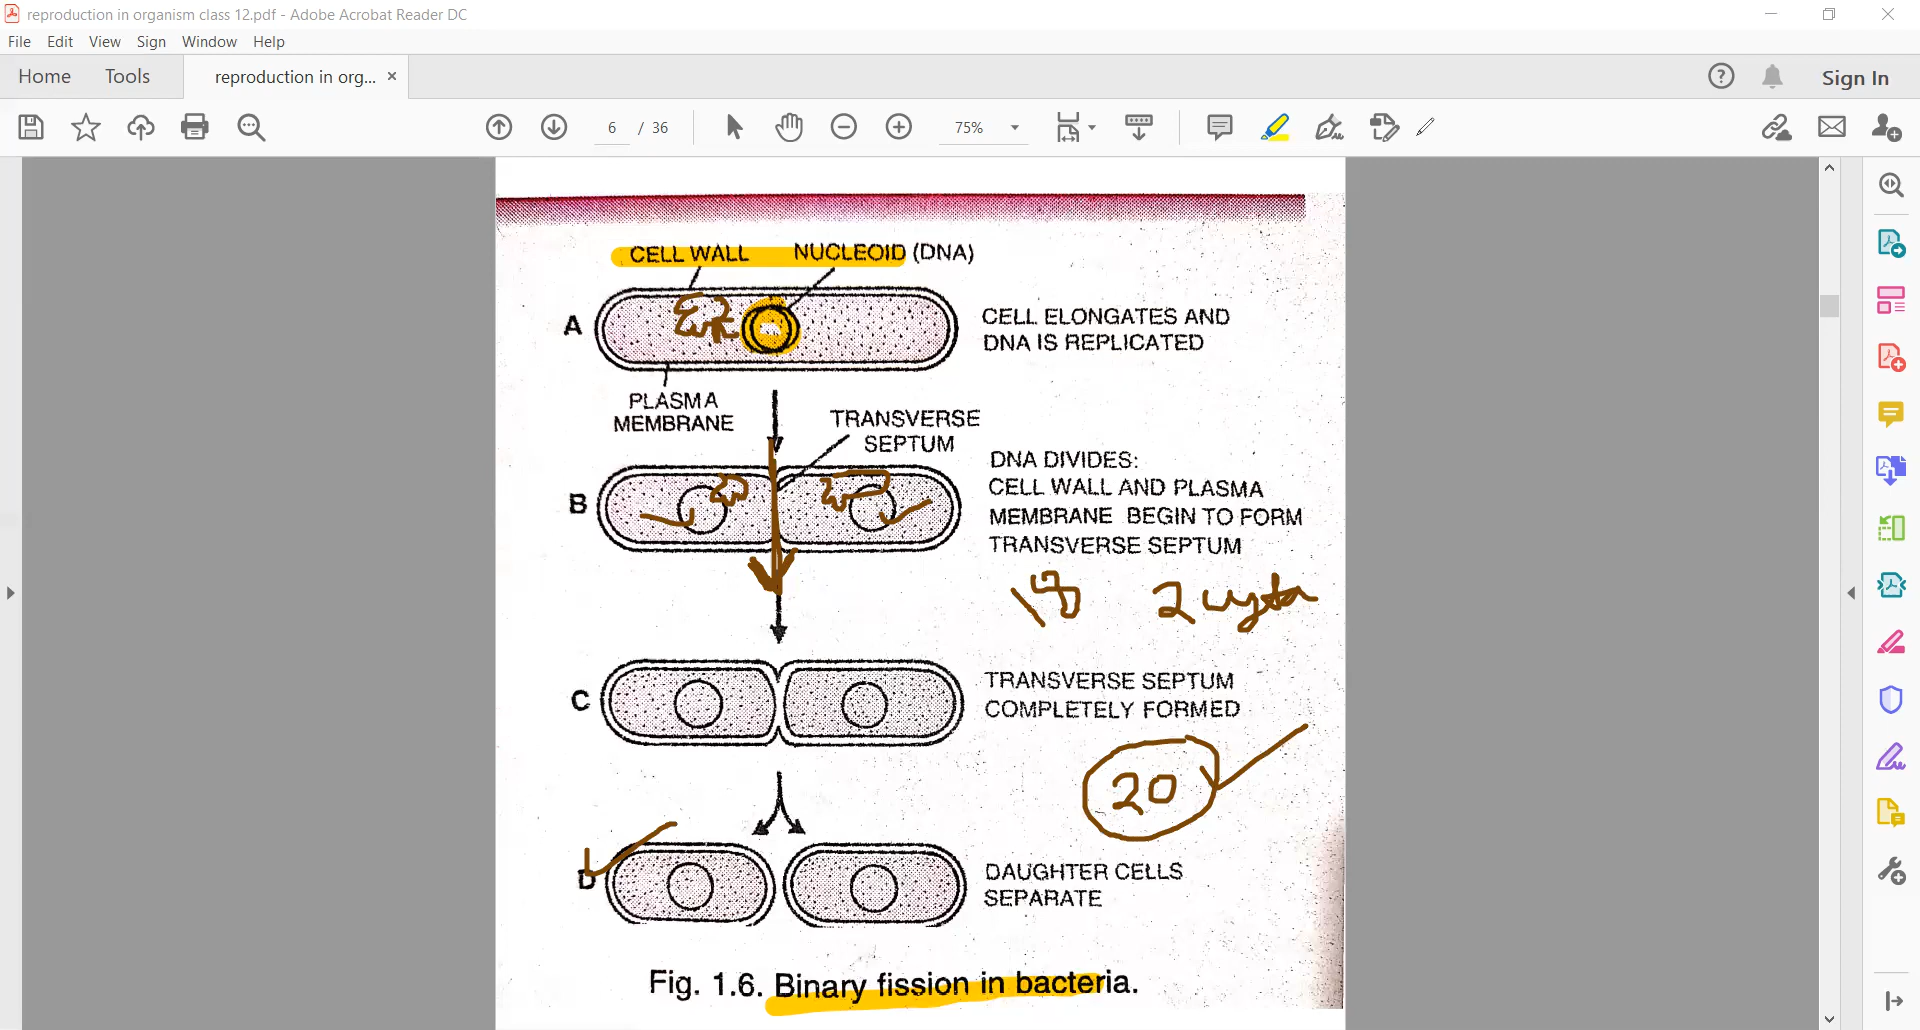 reproduction in organism class 12.pdf - Adobe Acrobat Reader DC
File Edit View Sign Window Help
Home Tools reproduction in org... ×
Sign In
6 / 36 75%
CELL WALL NUCLEOID (DNA)
A
CELL ELONGATES AND
DNA IS REPLICATED
PLASMA
MEMBRANE
TRANSVERSE
SEPTUM
B
DNA DIVIDES:
CELL WALL AND PLASMA
MEMBRANE BEGIN TO FORM
TRANSVERSE SEPTUM
2
C
TRANSVERSE SEPTUM
COMPLETELY FORMED
20
D
DAUGHTER CELLS
SEPARATE
Fig. 1.6. Binary fission in bacteria.